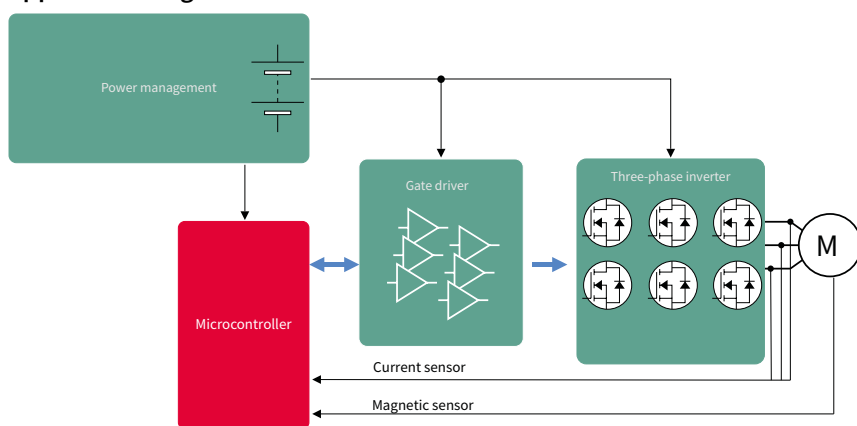 Power management
Gate driver
Three-phase inverter
M
Microcontroller
Current sensor
Magnetic sensor